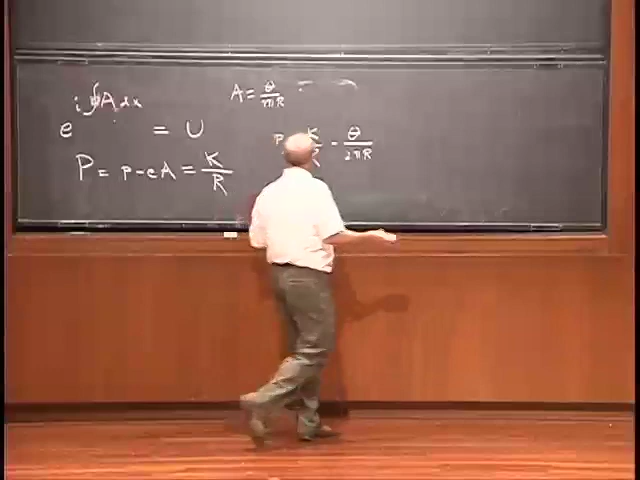 e^{i∮A dx} = U
P = p - eA = K/R
A = θ/2πR
p = K/R - θ/2πR